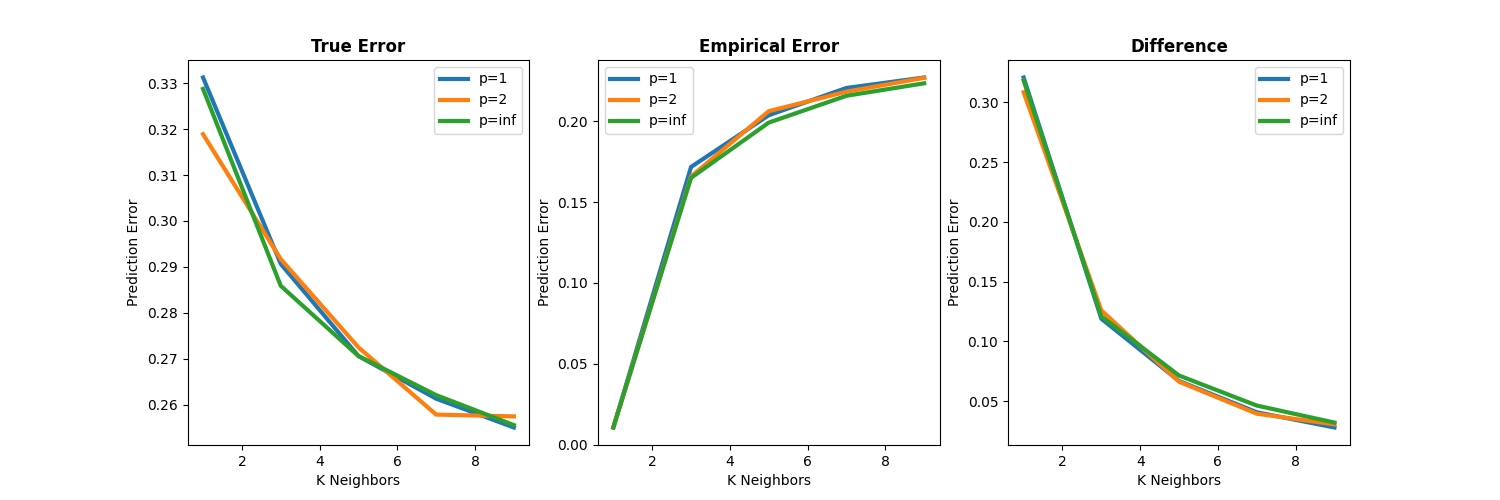 True Error
0.33
0.32
0.31
0.30
0.29
0.28
0.27
0.26
Prediction Error
2 4 6 8
K Neighbors
p=1
p=2
p=inf
Empirical Error
0.20
0.15
0.10
0.05
0.00
Prediction Error
2 4 6 8
K Neighbors
p=1
p=2
p=inf
Difference
0.30
0.25
0.20
0.15
0.10
0.05
Prediction Error
2 4 6 8
K Neighbors
p=1
p=2
p=inf